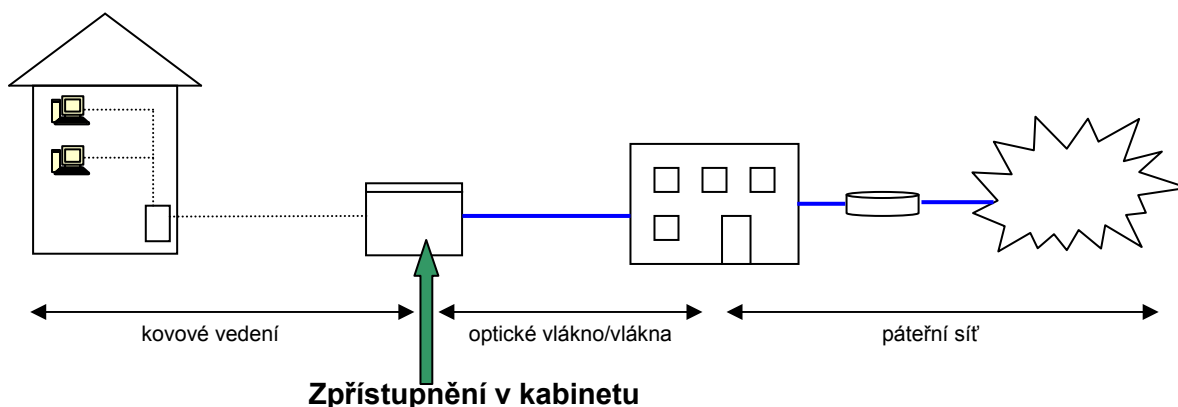 kovové vedení
optické vlákno/vlákna
páteřní síť
Zpřístupnění v kabinetu